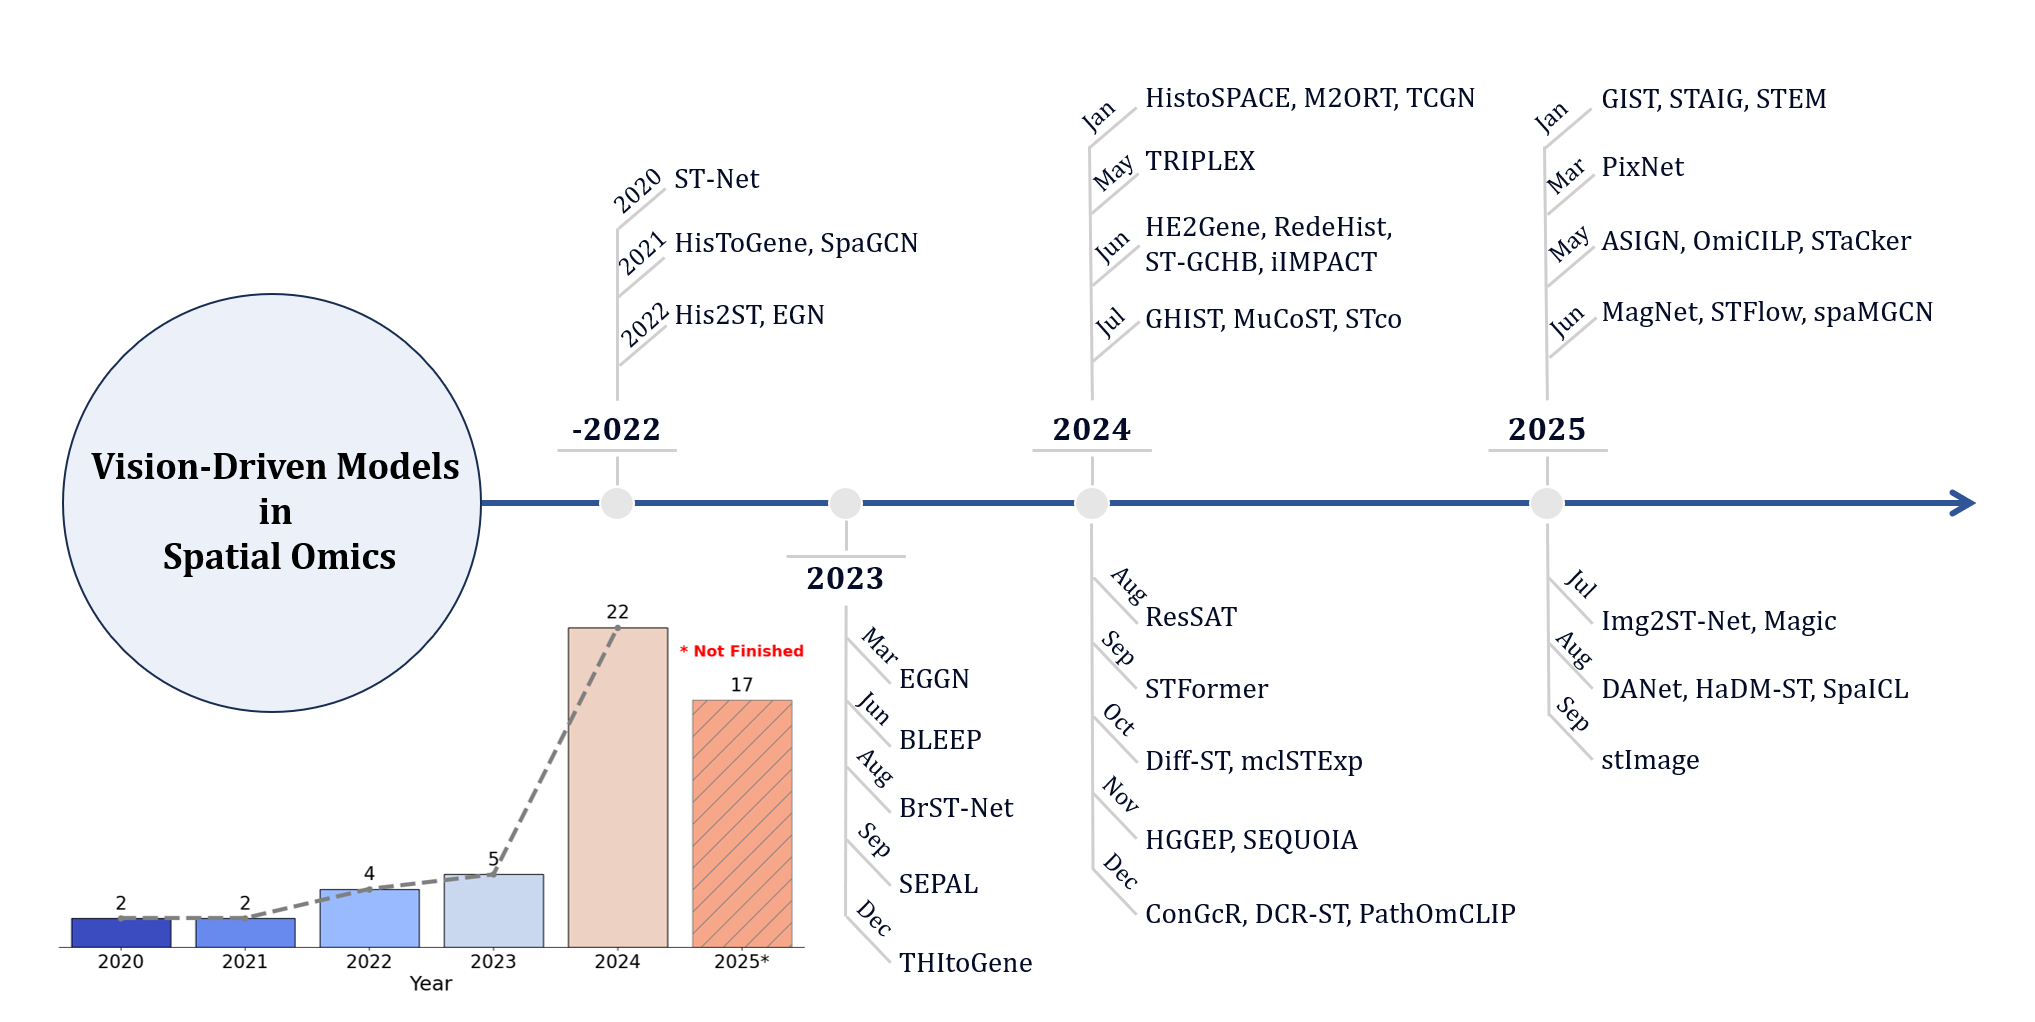 Vision-Driven Models
in
Spatial Omics
-2022
2020 ST-Net
2021 HisToGene, SpaGCN
2022 His2ST, EGN
2023
Mar EGGN
Jun BLEEP
Aug BrST-Net
Sep SEPAL
Dec THItoGene
2024
Jan HistoSPACE, M2ORT, TCGN
May TRIPLEX
Jun HE2Gene, RedeHist,
ST-GCHB, iIMPACT
Jul GHIST, MuCoST, STco
Aug ResSAT
Sep STFormer
Oct Diff-ST, mclSTExp
Nov HGGEP, SEQUOIA
Dec ConGcR, DCR-ST, PathOmCLIP
2025
Jan GIST, STAIG, STEM
Mar PixNet
May ASIGN, OmiCILP, STaCker
Jun MagNet, STFlow, spaMGCN
Jul Img2ST-Net, Magic
Aug DANet, HaDM-ST, SpaICL
Sep stImage
2 2 4 5 22 17
* Not Finished
2020 2021 2022 2023 2024 2025*
Year